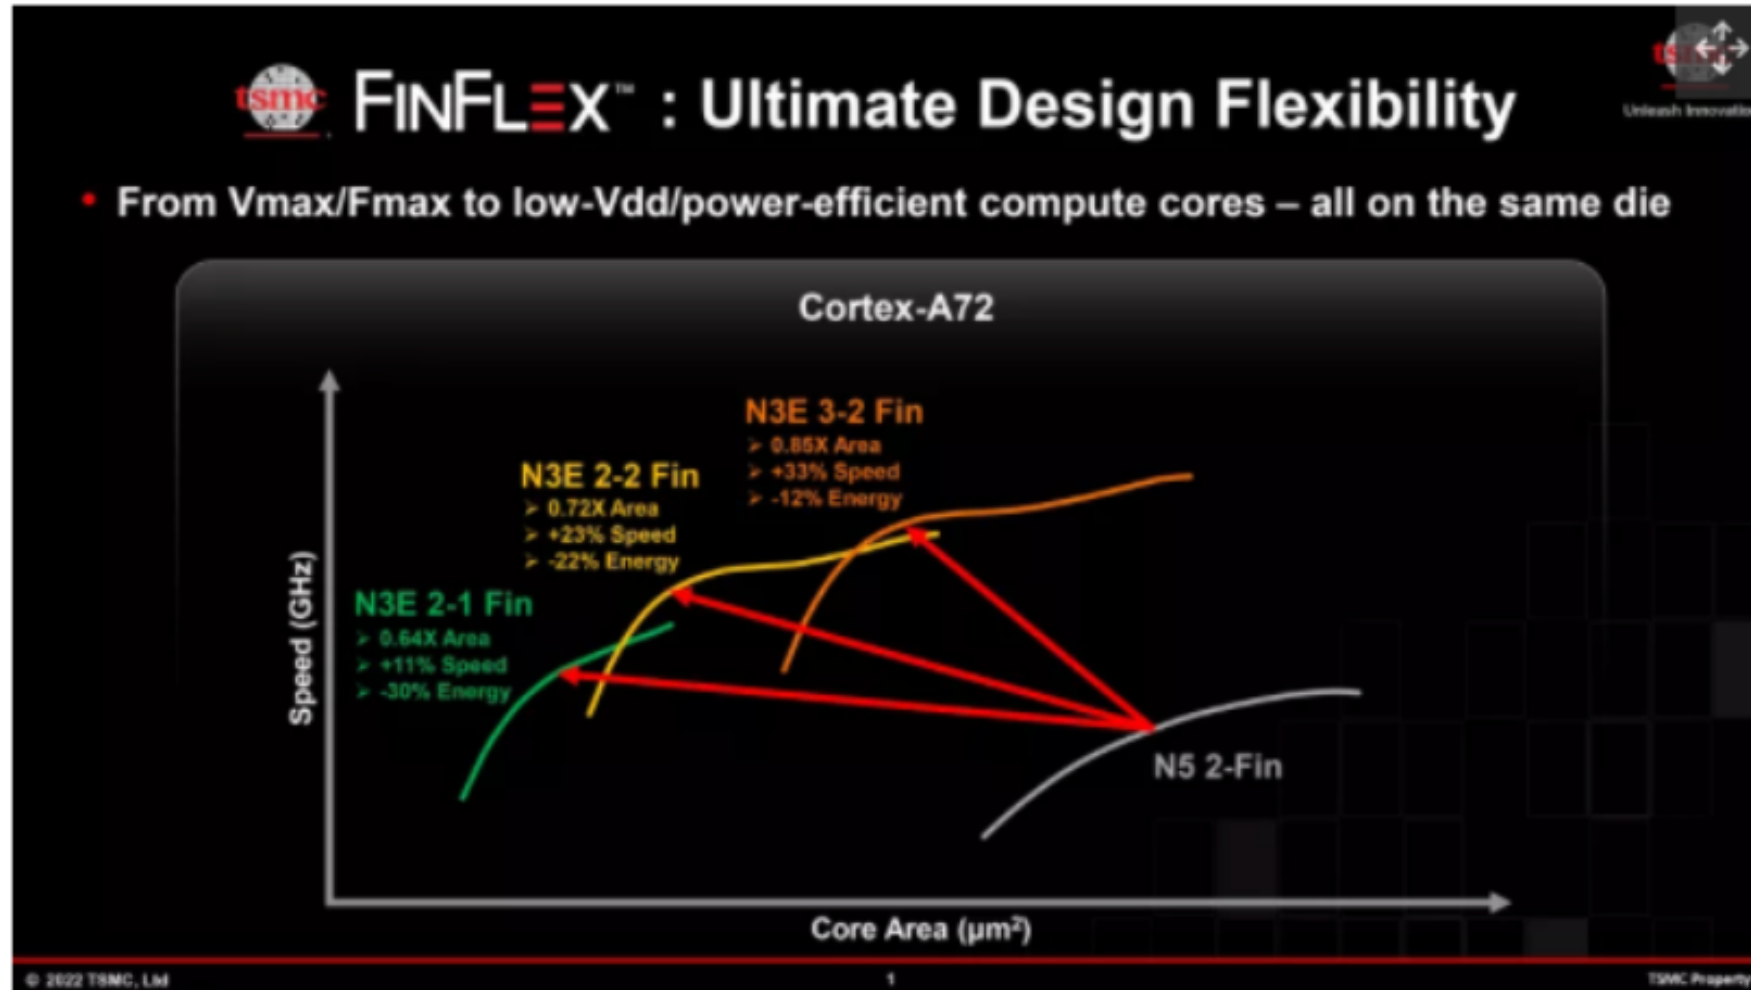 tsmc FINFLEX™ : Ultimate Design Flexibility
tsmc
Unleash Innovation
• From Vmax/Fmax to low-Vdd/power-efficient compute cores – all on the same die
Cortex-A72
N3E 3-2 Fin
➢ 0.85X Area
➢ +33% Speed
➢ -12% Energy
N3E 2-2 Fin
➢ 0.72X Area
➢ +23% Speed
➢ -22% Energy
N3E 2-1 Fin
➢ 0.64X Area
➢ +11% Speed
➢ -30% Energy
Speed (GHz)
N5 2-Fin
Core Area (µm²)
© 2022 TSMC, Ltd
1
TSMC Property